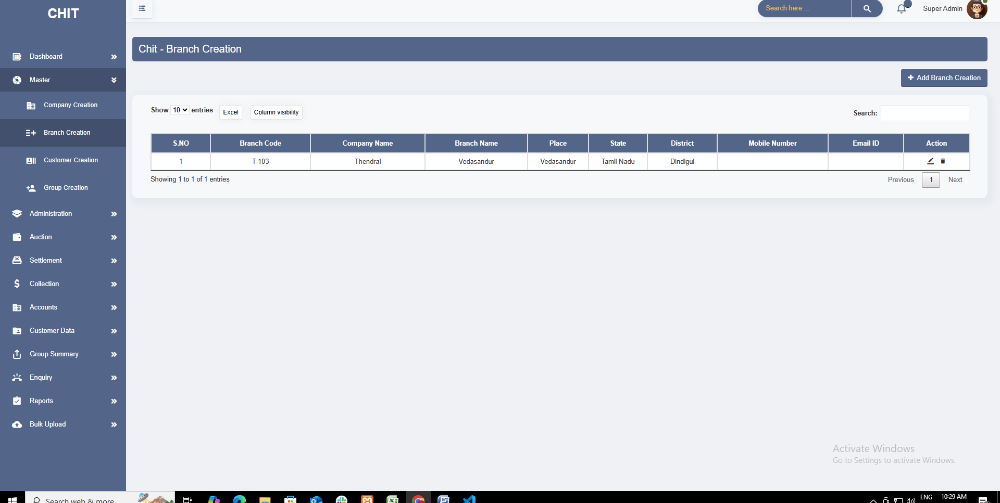 CHIT
Search here ...
Super Admin
Dashboard
Master
Company Creation
Branch Creation
Customer Creation
Group Creation
Administration
Auction
Settlement
Collection
Accounts
Customer Data
Group Summary
Enquiry
Reports
Bulk Upload
Chit - Branch Creation
Add Branch Creation
Show 10 entries Excel Column visibility Search:
S.NO Branch Code Company Name Branch Name Place State District Mobile Number Email ID Action
1 T-103 Thendral Vedasandur Vedasandur Tamil Nadu Dindigul
Showing 1 to 1 of 1 entries Previous 1 Next
Activate Windows
Go to Settings to activate Windows.
Search web & more
ENG 10:29 AM